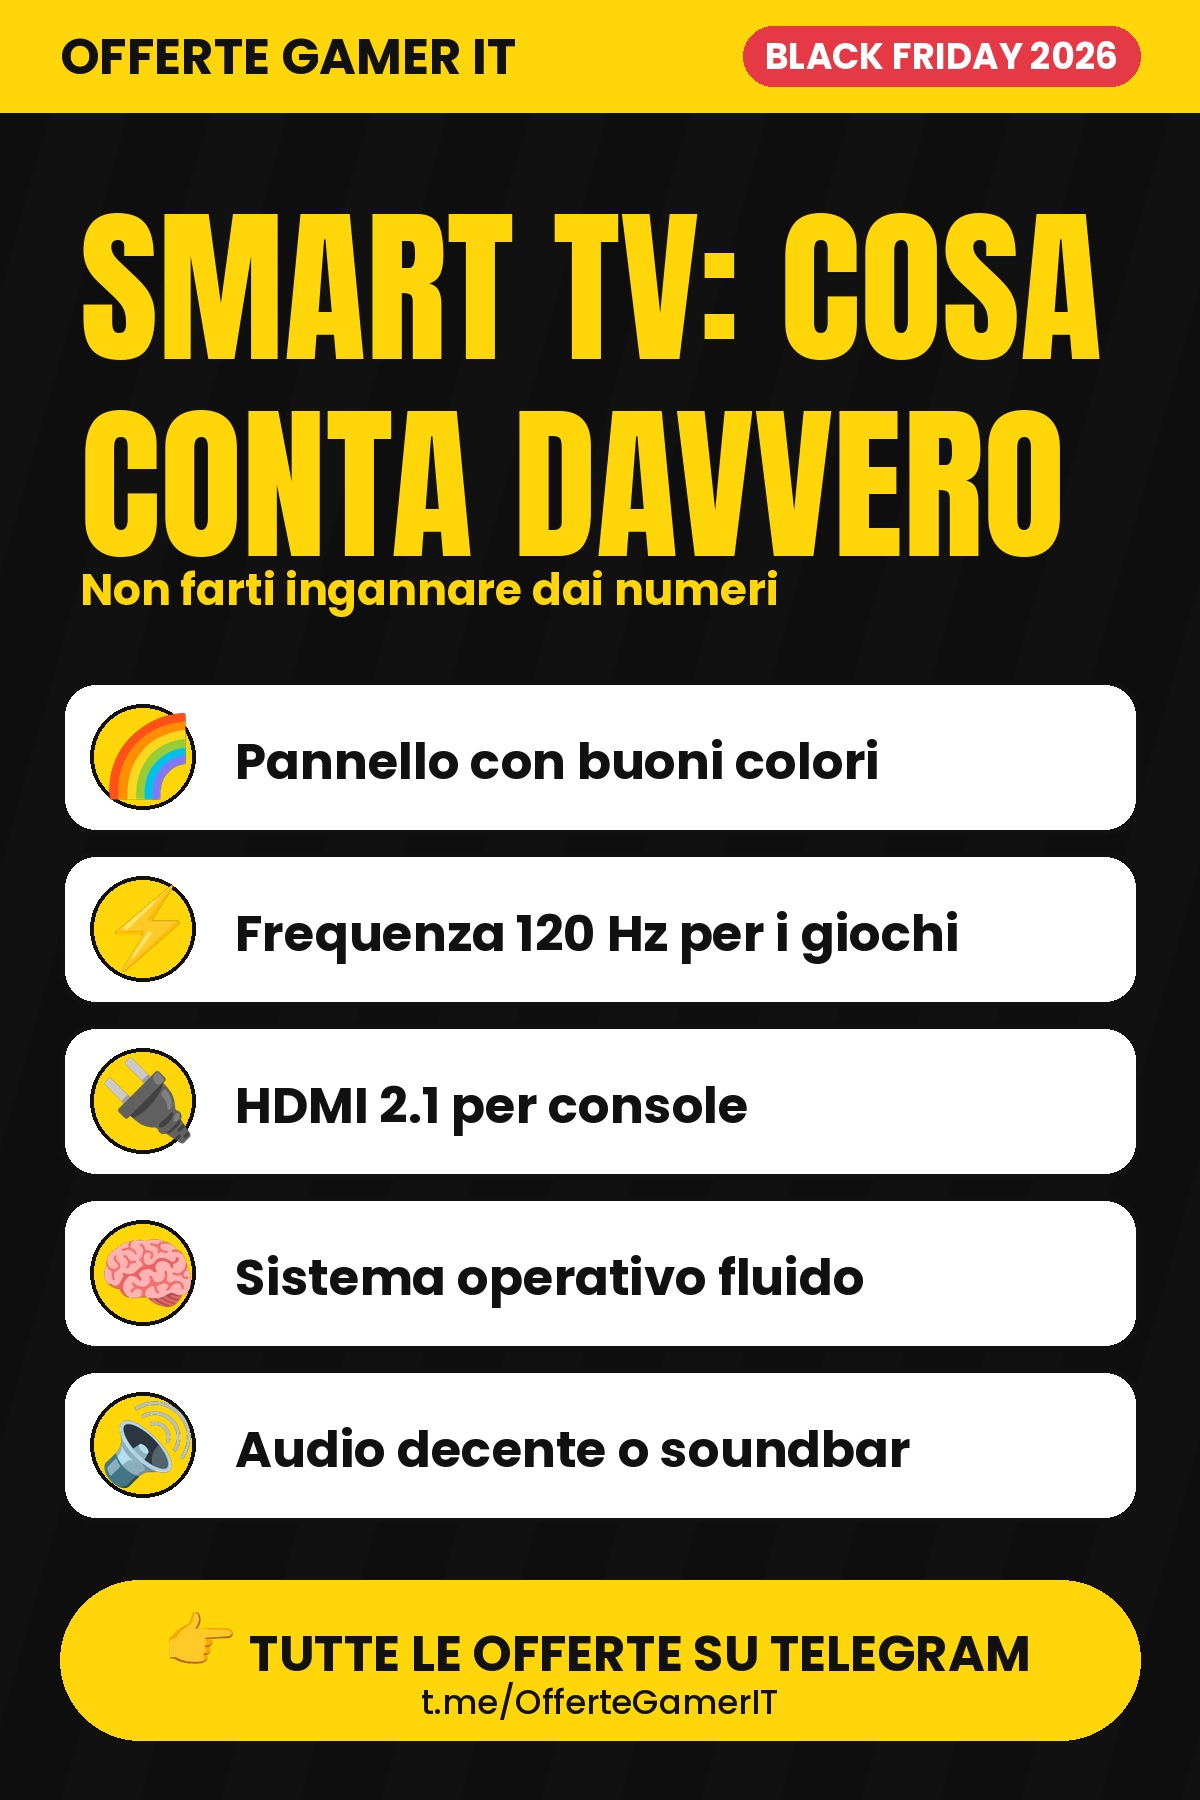 OFFERTE GAMER IT
BLACK FRIDAY 2026
SMART TV: COSA
CONTA DAVVERO
Non farti ingannare dai numeri
Pannello con buoni colori
Frequenza 120 Hz per i giochi
HDMI 2.1 per console
Sistema operativo fluido
Audio decente o soundbar
👉 TUTTE LE OFFERTE SU TELEGRAM
t.me/OfferteGamerIT